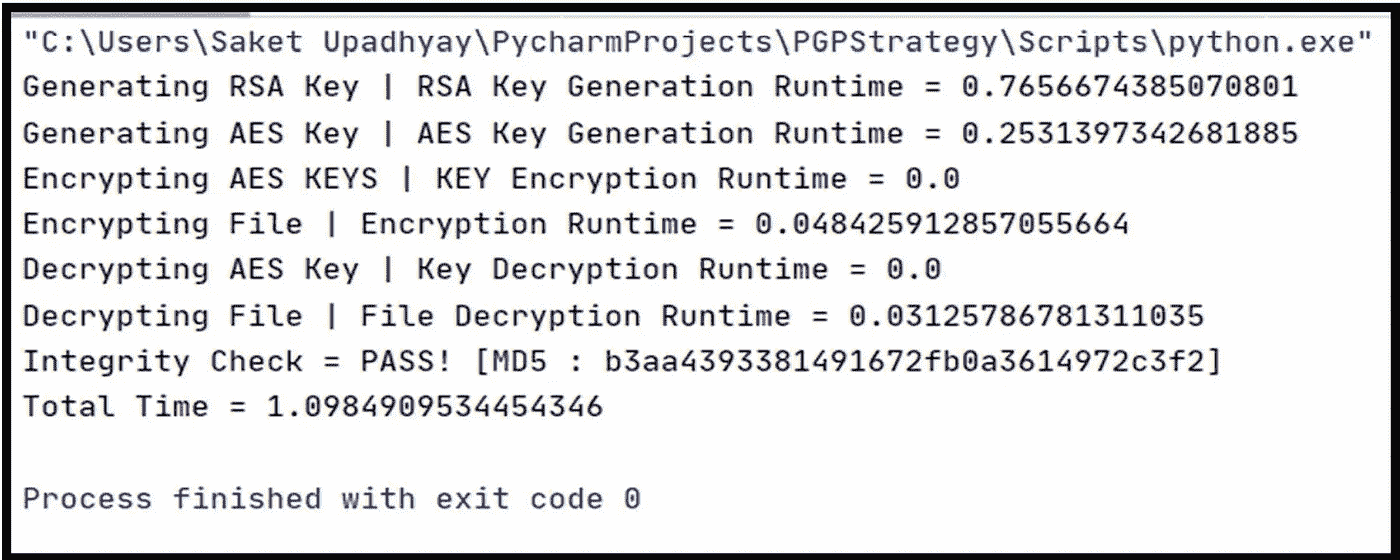 "C:\Users\Saket Upadhyay\PycharmProjects\PGPStrategy\Scripts\python.exe"
Generating RSA Key | RSA Key Generation Runtime = 0.7656674385070801
Generating AES Key | AES Key Generation Runtime = 0.2531397342681885
Encrypting AES KEYS | KEY Encryption Runtime = 0.0
Encrypting File | Encryption Runtime = 0.048425912857055664
Decrypting AES Key | Key Decryption Runtime = 0.0
Decrypting File | File Decryption Runtime = 0.03125786781311035
Integrity Check = PASS! [MD5 : b3aa4393381491672fb0a3614972c3f2]
Total Time = 1.0984909534454346
Process finished with exit code 0